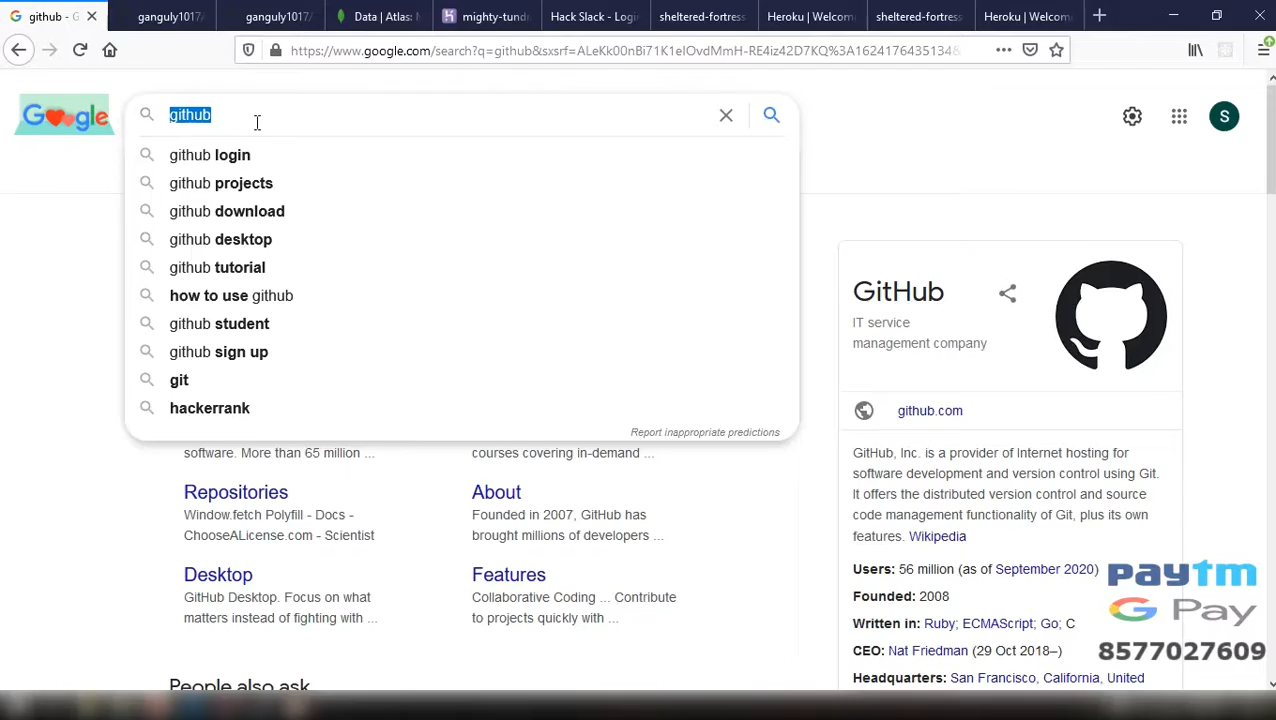 github - G
ganguly1017/
ganguly1017/
Data | Atlas: M
mighty-tundr
Hack Slack - Logi
sheltered-fortress
Heroku | Welcom
sheltered-fortress
Heroku | Welcom
https://www.google.com/search?q=github&sxsrf=ALeKk00nBi71K1elOvdMmH-RE4iz42D7KQ%3A1624176435134&
Google
github
S
github login
github projects
github download
github desktop
github tutorial
how to use github
github student
github sign up
git
hackerrank
Report inappropriate predictions
software. More than 65 million ...
courses covering in-demand ...
Repositories
Window.fetch Polyfill - Docs -
ChooseALicense.com - Scientist
About
Founded in 2007, GitHub has
brought millions of developers ...
Desktop
GitHub Desktop. Focus on what
matters instead of fighting with ...
Features
Collaborative Coding ... Contribute
to projects quickly with ...
People also ask
GitHub
IT service
management company
github.com
GitHub, Inc. is a provider of Internet hosting for
software development and version control using Git.
It offers the distributed version control and source
code management functionality of Git, plus its own
features. Wikipedia
Users: 56 million (as of September 2020)
Founded: 2008
Written in: Ruby; ECMAScript; Go; C
CEO: Nat Friedman (29 Oct 2018–)
Headquarters: San Francisco, California, United
paytm
G Pay
8577027609